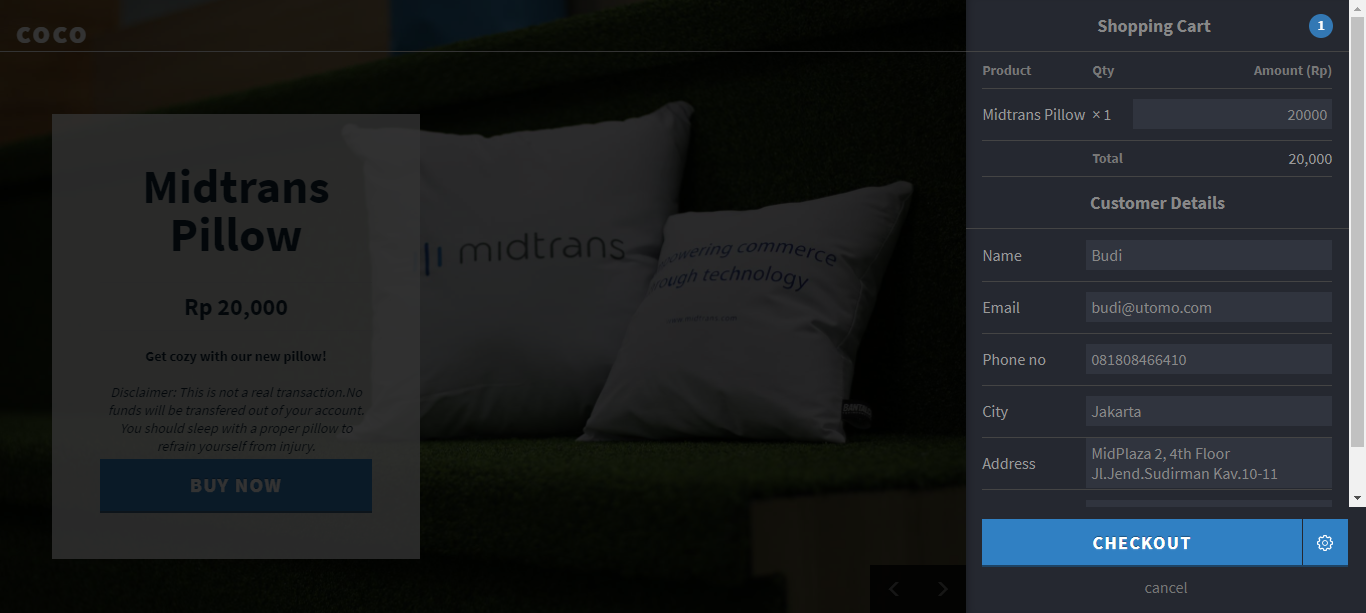 coco
Midtrans
Pillow
Rp 20,000
Get cozy with our new pillow!
Disclaimer: This is not a real transaction.No
funds will be transfered out of your account.
You should sleep with a proper pillow to
refrain yourself from injury.
BUY NOW
midtrans
powering commerce
rough technology
Shopping Cart 1
Product Qty Amount (Rp)
Midtrans Pillow × 1 20000
Total 20,000
Customer Details
Name Budi
Email budi@utomo.com
Phone no 081808466410
City Jakarta
Address MidPlaza 2, 4th Floor
Jl.Jend.Sudirman Kav.10-11
CHECKOUT
cancel